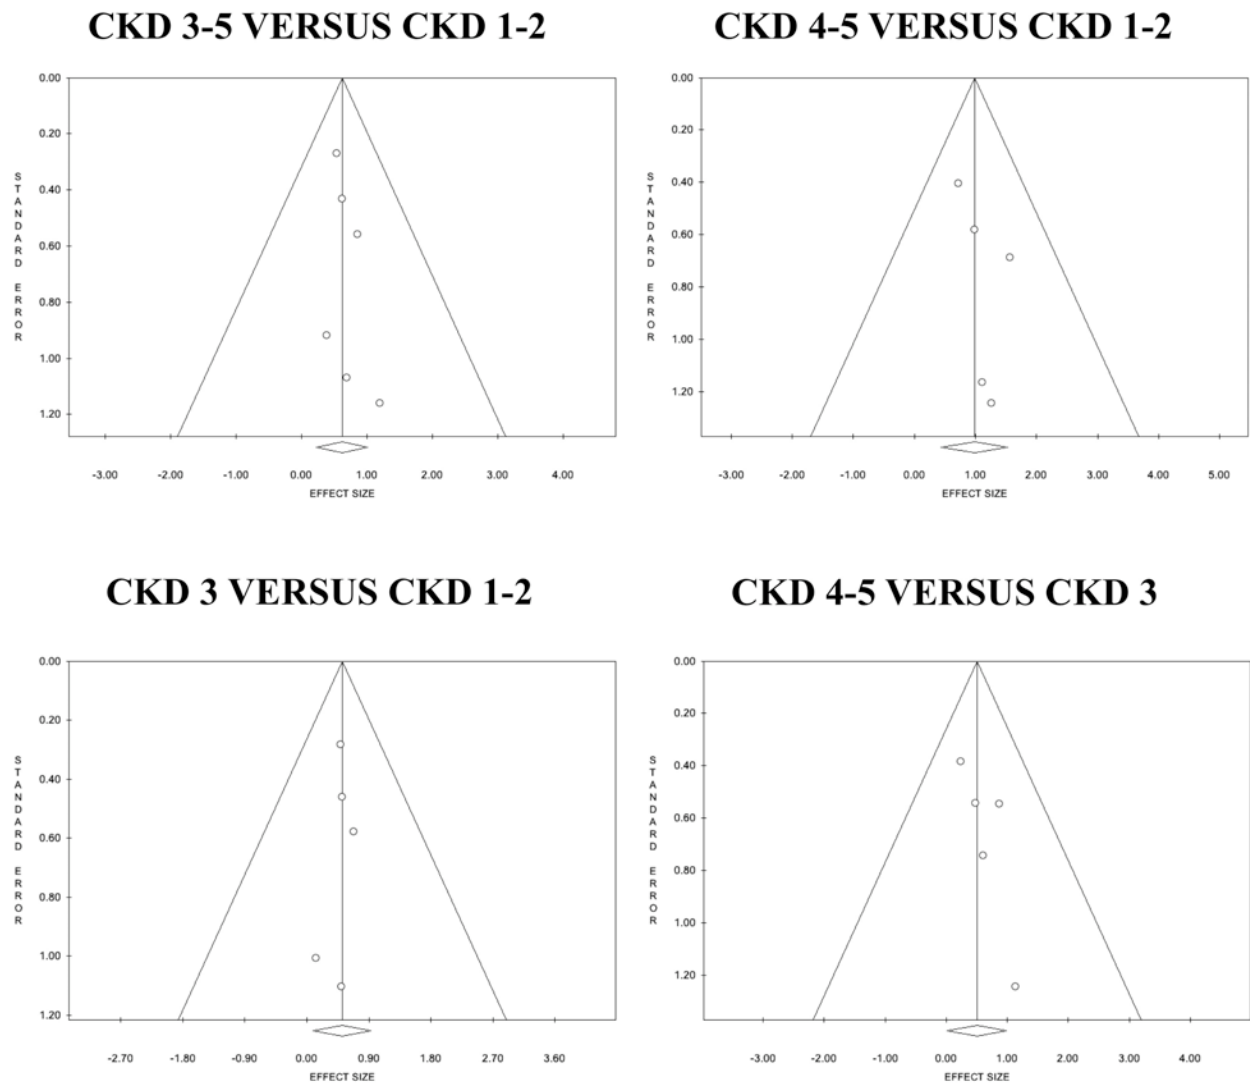 CKD 3-5 VERSUS CKD 1-2
0.00
0.20
0.40
0.60
0.80
1.00
1.20
STANDARD ERROR
-3.00 -2.00 -1.00 0.00 1.00 2.00 3.00 4.00
EFFECT SIZE
CKD 4-5 VERSUS CKD 1-2
0.00
0.20
0.40
0.60
0.80
1.00
1.20
STANDARD ERROR
-3.00 -2.00 -1.00 0.00 1.00 2.00 3.00 4.00 5.00
EFFECT SIZE
CKD 3 VERSUS CKD 1-2
0.00
0.20
0.40
0.60
0.80
1.00
1.20
STANDARD ERROR
-2.70 -1.80 -0.90 0.00 0.90 1.80 2.70 3.60
EFFECT SIZE
CKD 4-5 VERSUS CKD 3
0.00
0.20
0.40
0.60
0.80
1.00
1.20
STANDARD ERROR
-3.00 -2.00 -1.00 0.00 1.00 2.00 3.00 4.00
EFFECT SIZE